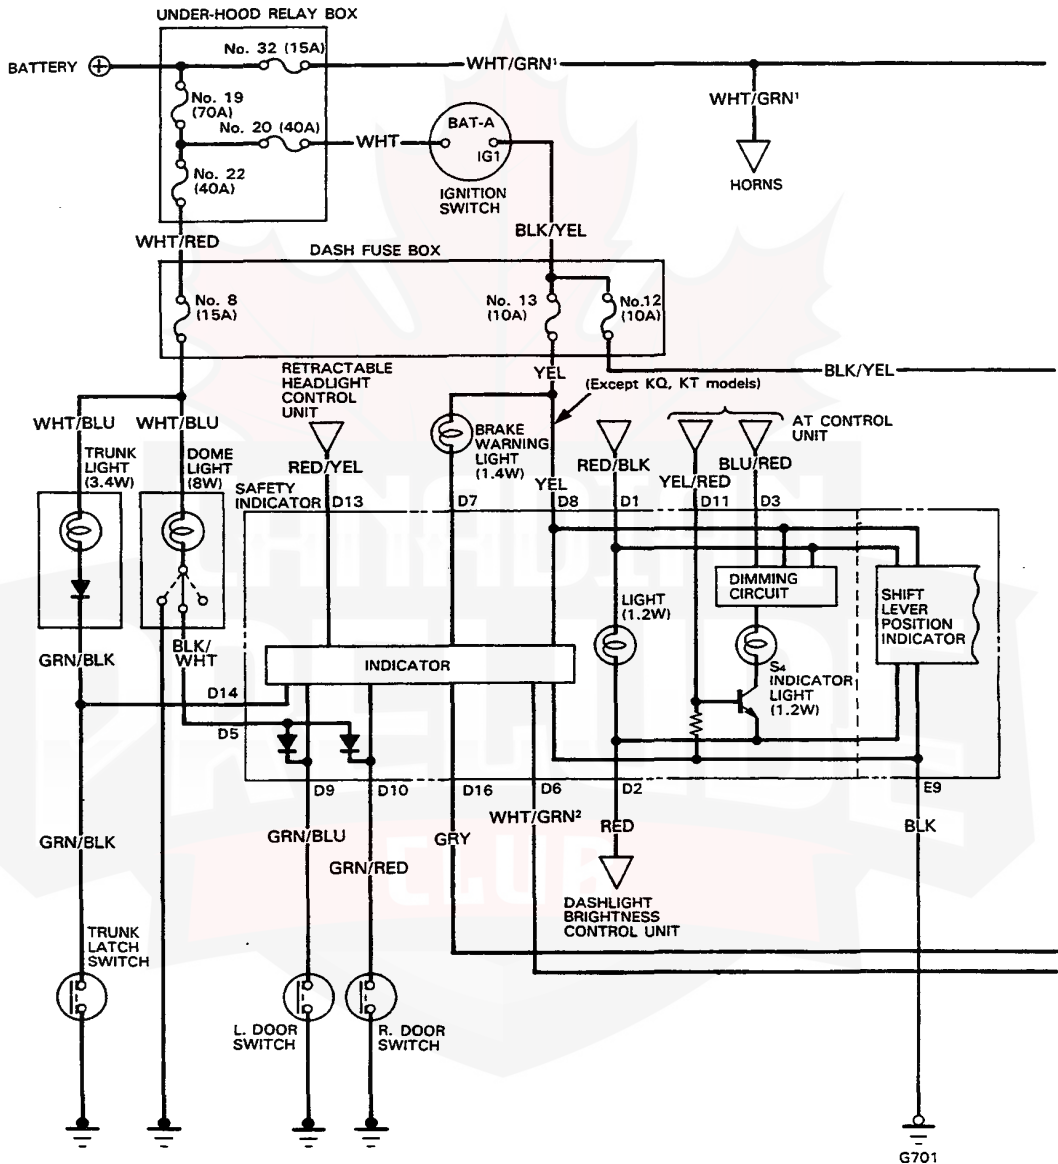 UNDER-HOOD RELAY BOX
No. 32 (15A)
BATTERY
WHT/GRN¹
No. 19
(70A)
WHT/GRN¹
No. 20 (40A)
WHT
BAT-A
IG1
HORNS
No. 22
(40A)
IGNITION
SWITCH
BLK/YEL
WHT/RED
DASH FUSE BOX
No. 8
(15A)
No. 13
(10A)
No.12
(10A)
RETRACTABLE
HEADLIGHT
CONTROL
UNIT
YEL
(Except KQ, KT models)
BLK/YEL
WHT/BLU
WHT/BLU
BRAKE
WARNING
LIGHT
(1.4W)
AT CONTROL
UNIT
TRUNK
LIGHT
(3.4W)
DOME
LIGHT
(8W)
RED/YEL
RED/BLK
BLU/RED
YEL/RED
YEL
SAFETY
INDICATOR
D13
D7
D8
D1
D11
D3
DIMMING
CIRCUIT
SHIFT
LEVER
POSITION
INDICATOR
LIGHT
(1.2W)
BLK/
WHT
GRN/BLK
INDICATOR
S4
INDICATOR
LIGHT
(1.2W)
D14
D5
D9
D10
D16
D6
D2
E9
WHT/GRN²
RED
BLK
GRN/BLK
GRN/BLU
GRY
GRN/RED
DASHLIGHT
BRIGHTNESS
CONTROL UNIT
TRUNK
LATCH
SWITCH
L. DOOR
SWITCH
R. DOOR
SWITCH
G701
CANADIAN
PRELUDE
CLUB